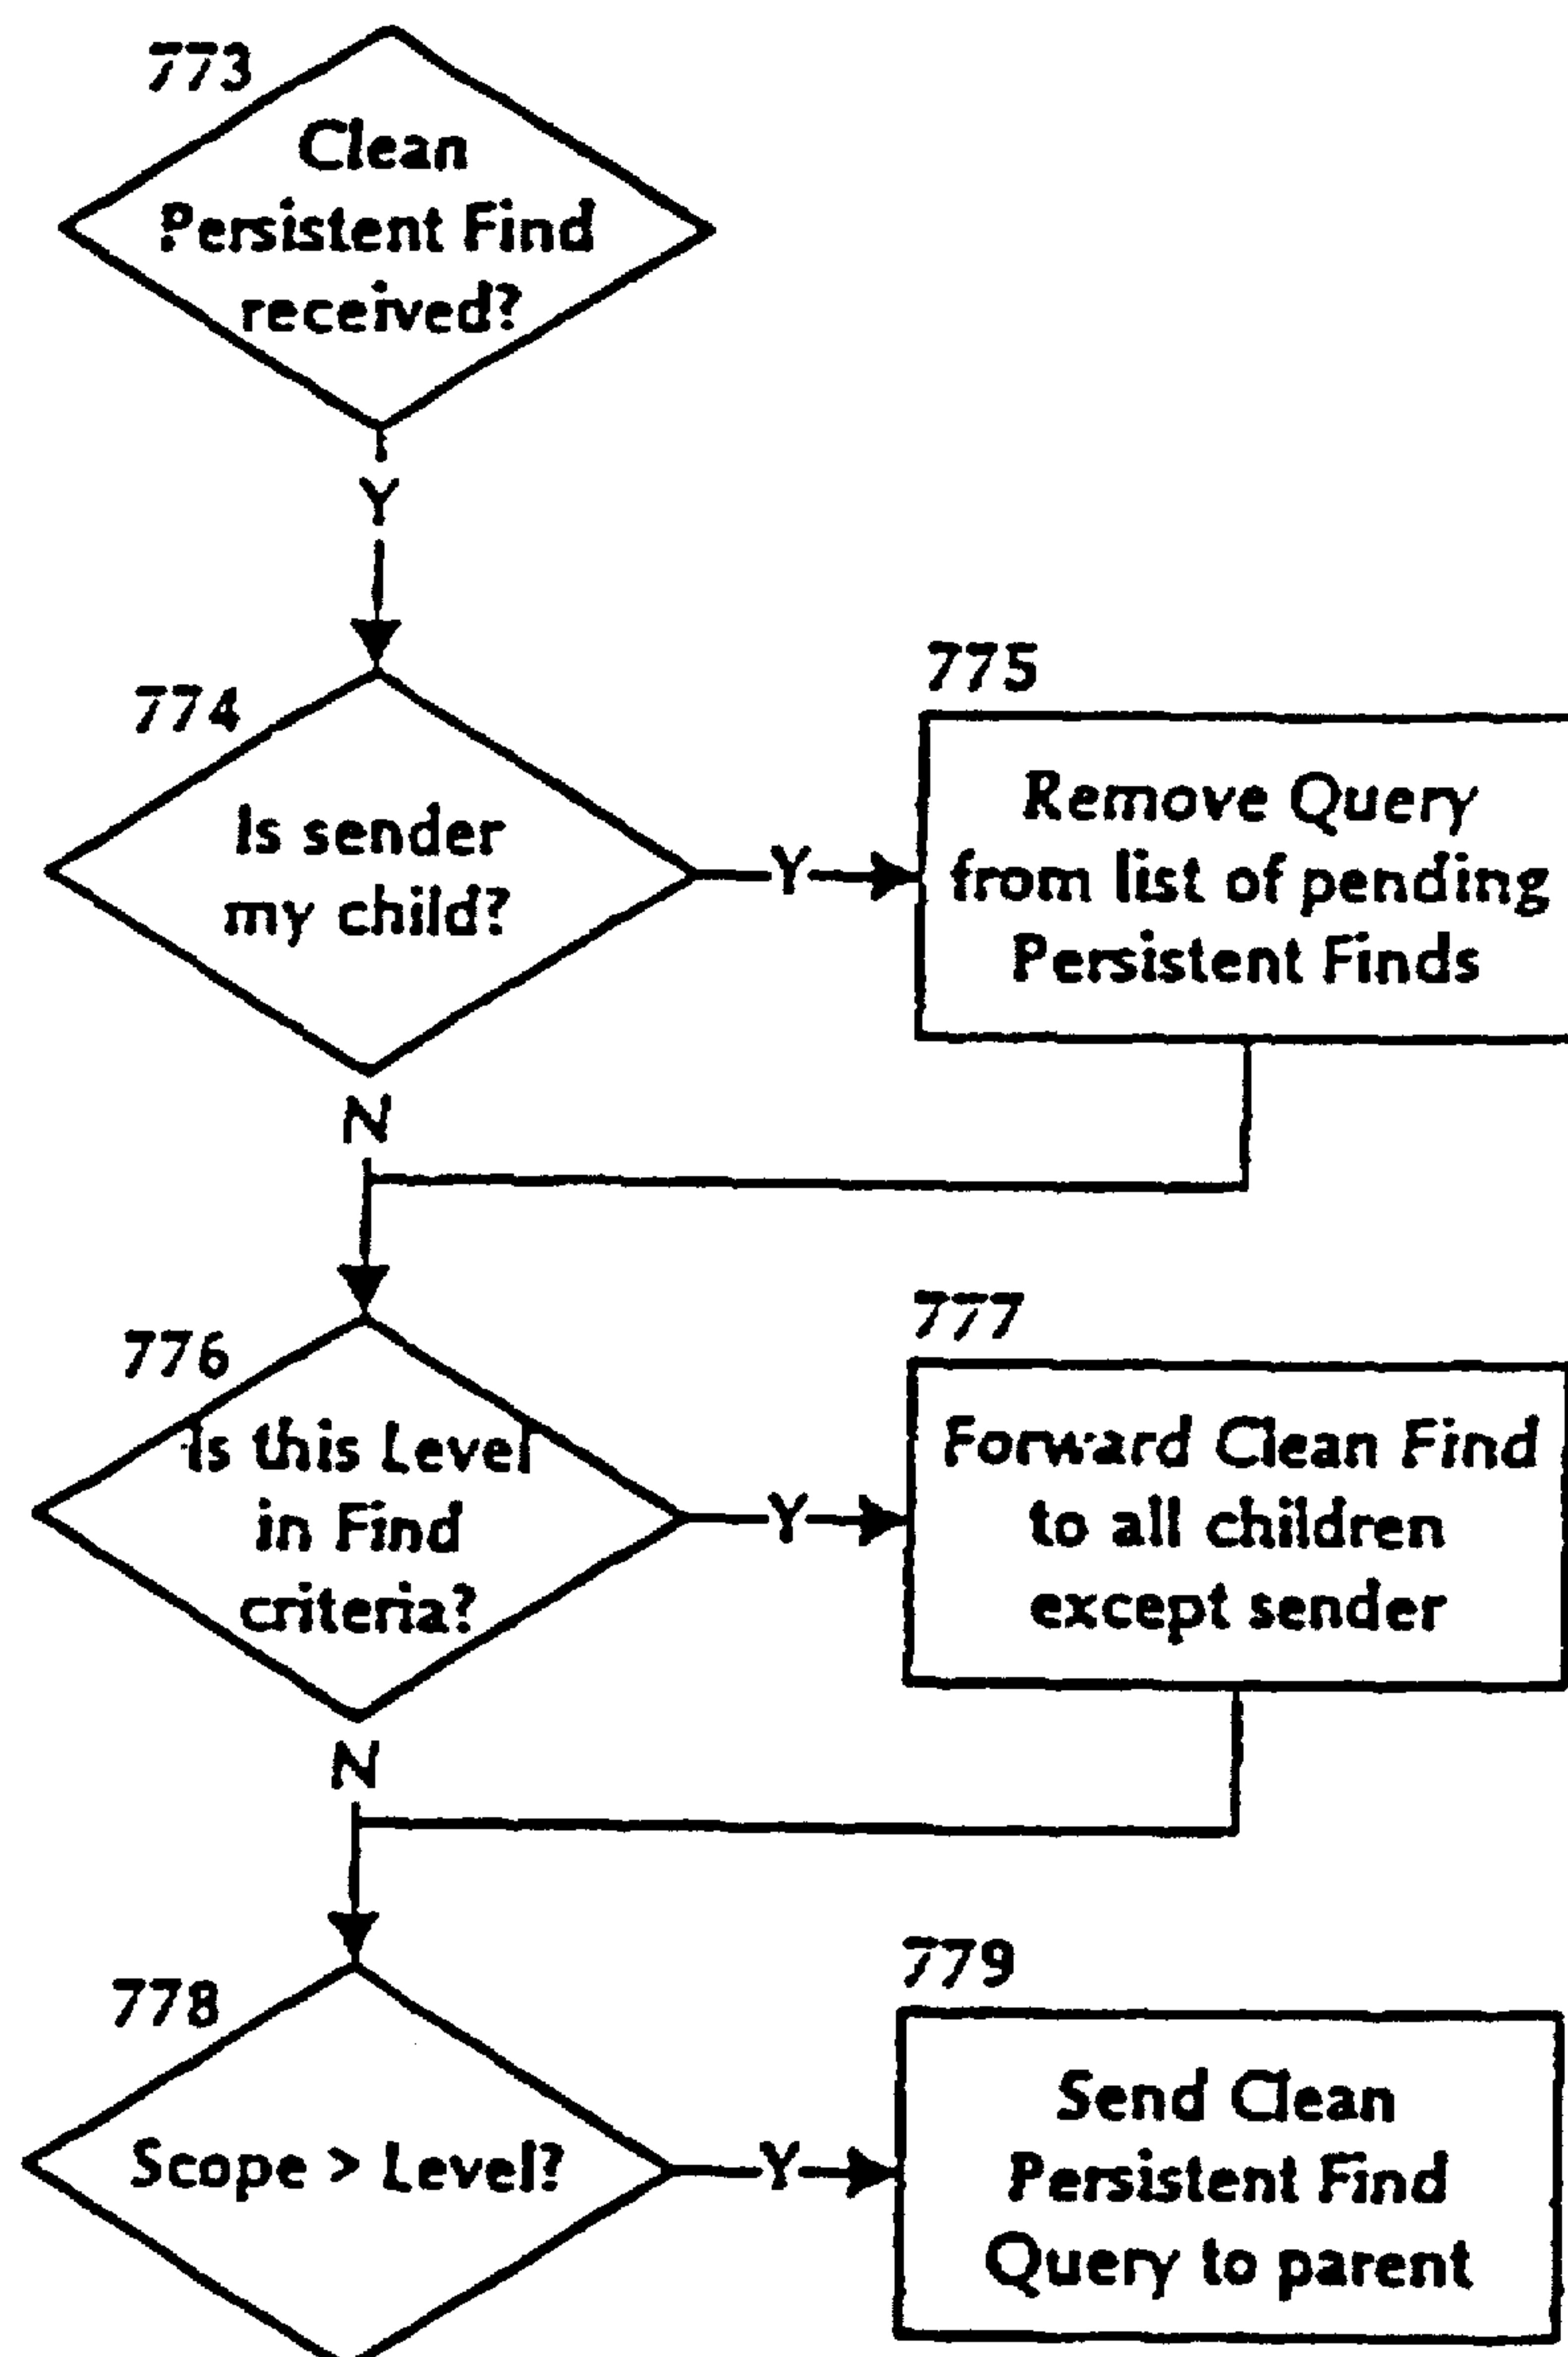 773
Clean
Persistent Find
received?
Y
774
Is sender
my child?
Y
775
Remove Query
from list of pending
Persistent Finds
N
776
Is this Level
in Find
criteria?
Y
777
Forward Clean Find
to all children
except sender
N
778
Scope > Level?
Y
779
Send Clean
Persistent Find
Query to parent